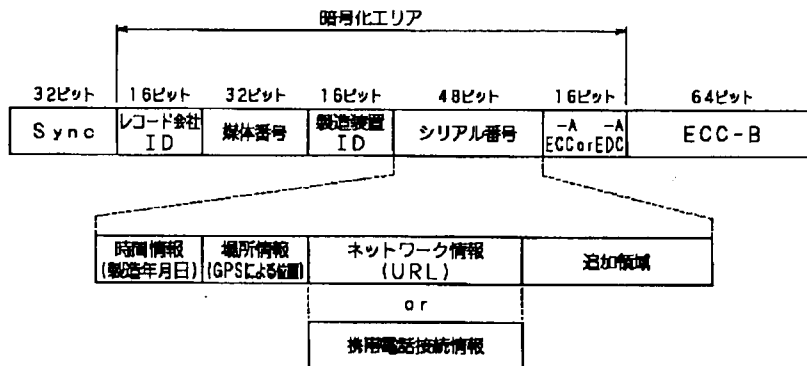 暗号化エリア
32ビット 16ビット 32ビット 16ビット 48ビット 16ビット 64ビット
Sync
レコード会社
ID
媒体番号
製造装置
ID
シリアル番号
-A -A
ECCorEDC
ECC-B
時間情報
(製造年月日)
場所情報
(GPSによる位置)
ネットワーク情報
(URL)
追加領域
or
携帯電話接続情報